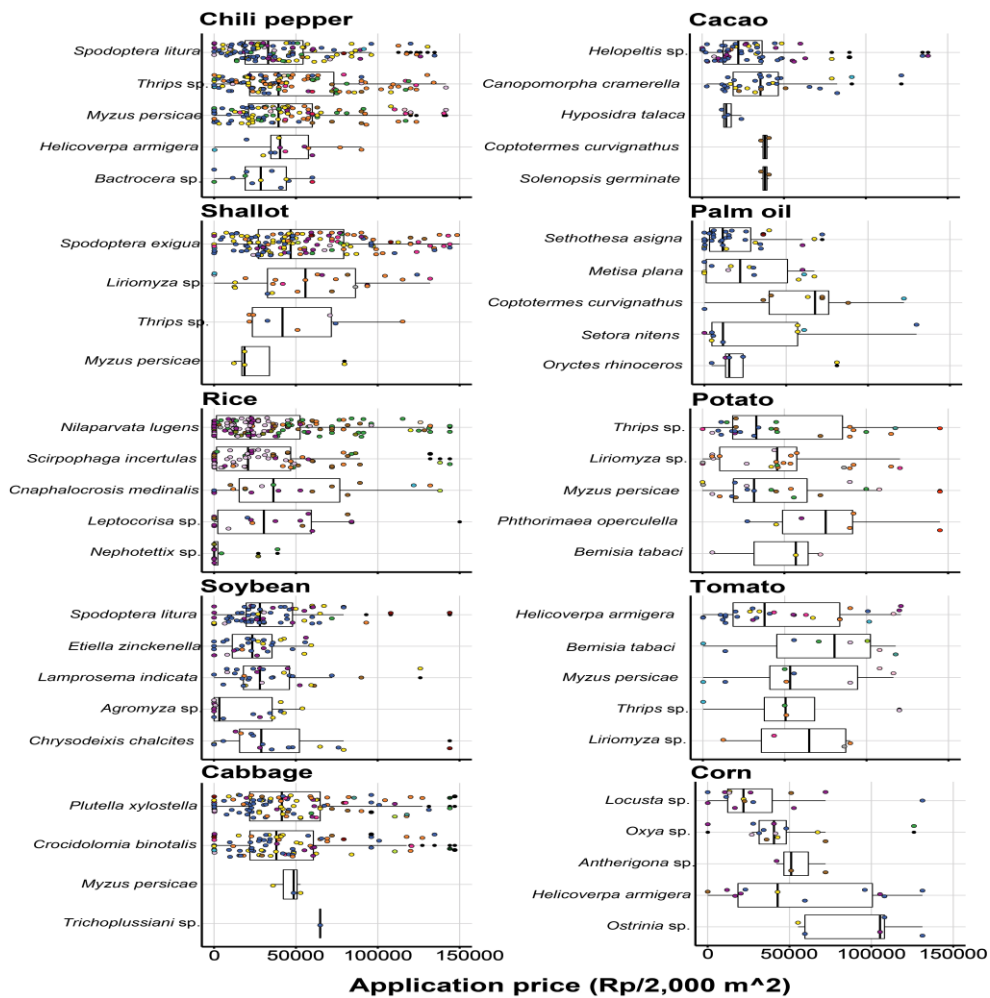 Chili pepper
Spodoptera litura
Thrips sp.
Myzus persicae
Helicoverpa armigera
Bactrocera sp.
Shallot
Spodoptera exigua
Liriomyza sp.
Thrips sp.
Myzus persicae
Rice
Nilaparvata lugens
Scirpophaga incertulas
Cnaphalocrosis medinalis
Leptocorisa sp.
Nephotettix sp.
Soybean
Spodoptera litura
Etiella zinckenella
Lamprosema indicata
Agromyza sp.
Chrysodeixis chalcites
Cabbage
Plutella xylostella
Crocidolomia binotalis
Myzus persicae
Trichoplussiani sp.
0 50000 100000 150000
Cacao
Helopeltis sp.
Canopomorpha cramerella
Hyposidra talaca
Coptotermes curvignathus
Solenopsis germinate
Palm oil
Sethothesa asigna
Metisa plana
Coptotermes curvignathus
Setora nitens
Oryctes rhinoceros
Potato
Thrips sp.
Liriomyza sp.
Myzus persicae
Phthorimaea operculella
Bemisia tabaci
Tomato
Helicoverpa armigera
Bemisia tabaci
Myzus persicae
Thrips sp.
Liriomyza sp.
Corn
Locusta sp.
Oxya sp.
Antherigona sp.
Helicoverpa armigera
Ostrinia sp.
0 50000 100000 150000
Application price (Rp/2,000 m^2)